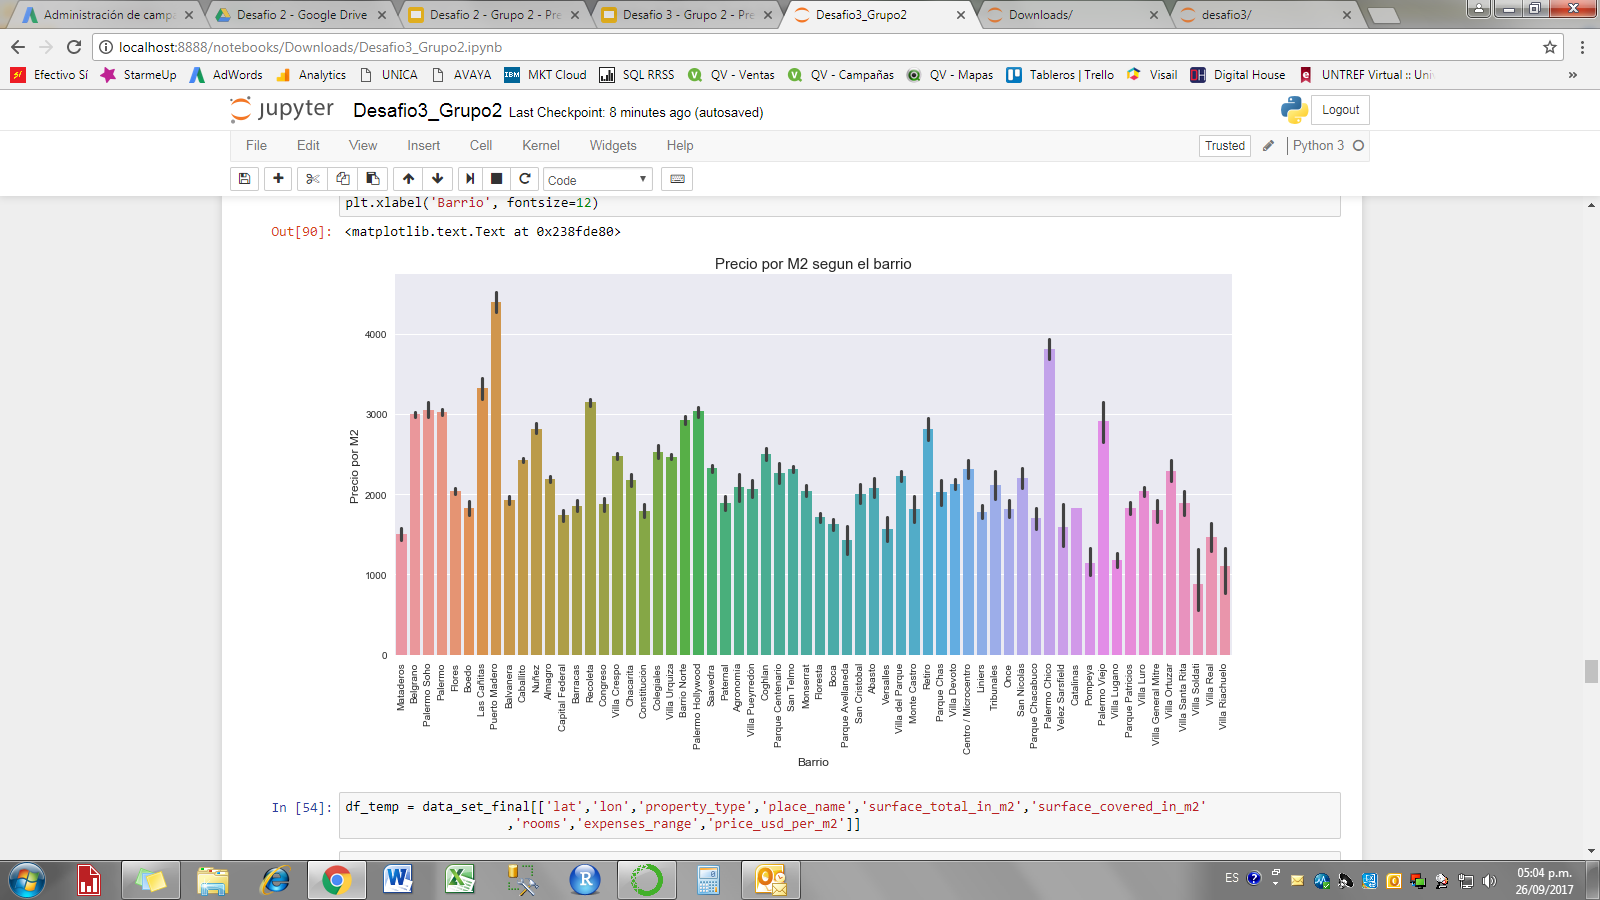 Administración de campa
Desafio 2 - Google Drive
Desafio 2 - Grupo 2 - Pre
Desafio 3 - Grupo 2 - Pre
Desafio3_Grupo2
Downloads/
desafio3/
localhost:8888/notebooks/Downloads/Desafio3_Grupo2.ipynb
Efectivo Sí
StarmeUp
AdWords
Analytics
UNICA
AVAYA
IBM MKT Cloud
SQL RRSS
QV - Ventas
QV - Campañas
QV - Mapas
Tableros | Trello
Visail
DH Digital House
UNTREF Virtual :: Uni
jupyter Desafio3_Grupo2 Last Checkpoint: 8 minutes ago (autosaved)
Logout
File Edit View Insert Cell Kernel Widgets Help
Trusted
Python 3
Code
plt.xlabel('Barrio', fontsize=12)
Out[90]: <matplotlib.text.Text at 0x238fde80>
Precio por M2 segun el barrio
Precio por M2
4000
3000
2000
1000
0
Mataderos
Belgrano
Palermo Soho
Palermo
Flores
Boedo
Las Cañitas
Puerto Madero
Balvanera
Caballito
Nuñez
Almagro
Capital Federal
Barracas
Recoleta
Congreso
Villa Crespo
Chacarita
Constitución
Colegiales
Villa Urquiza
Barrio Norte
Palermo Hollywood
Saavedra
Paternal
Agronomía
Villa Pueyrredón
Coghlan
Parque Centenario
San Telmo
Monserrat
Floresta
Boca
Parque Avellaneda
San Cristobal
Abasto
Versalles
Villa del Parque
Monte Castro
Retiro
Parque Chas
Villa Devoto
Centro / Microcentro
Liniers
Tribunales
Once
San Nicolás
Parque Chacabuco
Palermo Chico
Velez Sarsfield
Catalinas
Pompeya
Palermo Viejo
Villa Lugano
Parque Patricios
Villa Luro
Villa General Mitre
Villa Ortuzar
Villa Santa Rita
Villa Soldati
Villa Real
Villa Riachuelo
Barrio
In [54]: df_temp = data_set_final[['lat','lon','property_type','place_name','surface_total_in_m2','surface_covered_in_m2'
,'rooms','expenses_range','price_usd_per_m2']]
ES
05:04 p.m.
26/09/2017